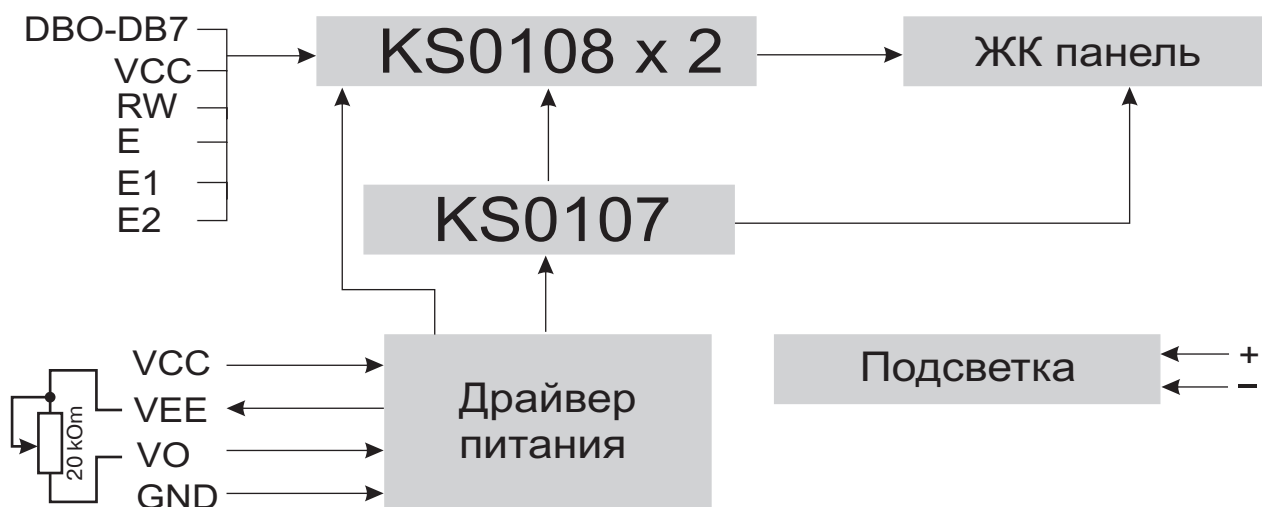 DBO-DB7
VCC
RW
E
E1
E2
KS0108 x 2
ЖК панель
KS0107
VCC
VEE
VO
GND
20 kOm
Драйвер
питания
Подсветка
+
−